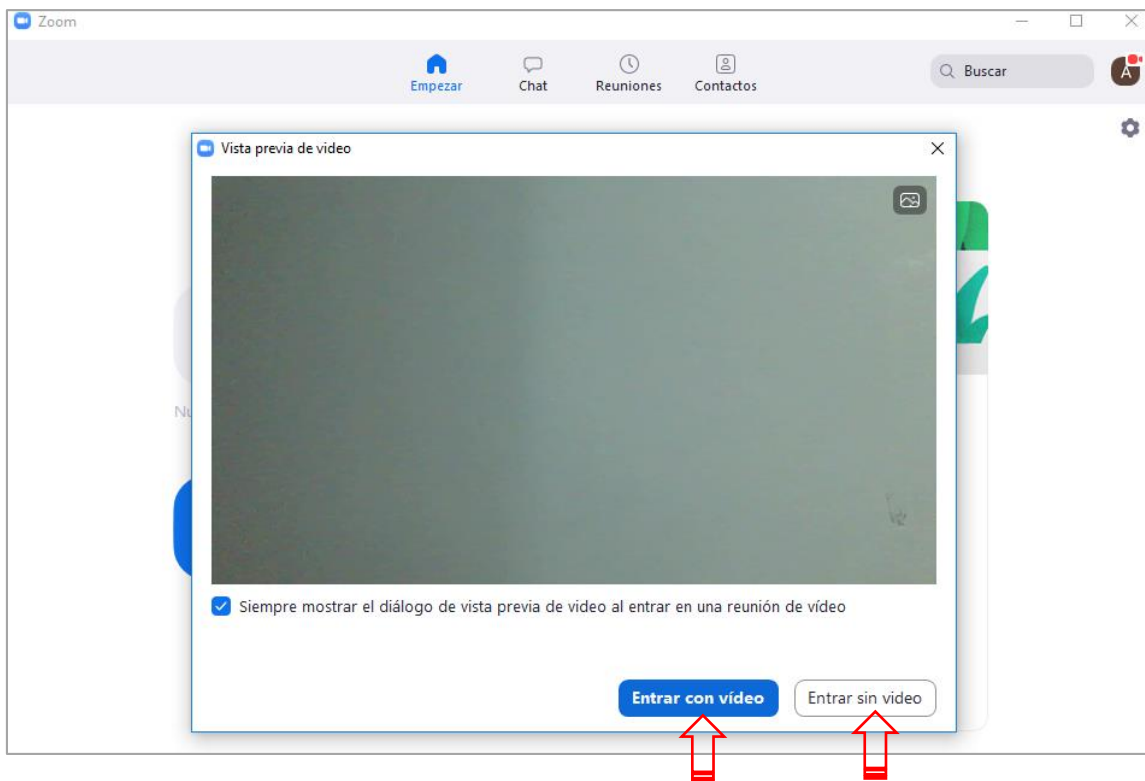 Zoom
Empezar Chat Reuniones Contactos
Buscar
A
Vista previa de video
Nu
Siempre mostrar el diálogo de vista previa de video al entrar en una reunión de vídeo
Entrar con vídeo Entrar sin video